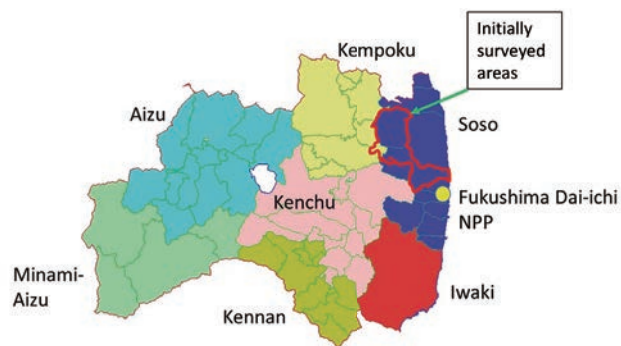 Initially
surveyed
areas
Kempoku
Aizu
Soso
Fukushima Dai-ichi
NPP
Kenchu
Minami-
Aizu
Iwaki
Kennan